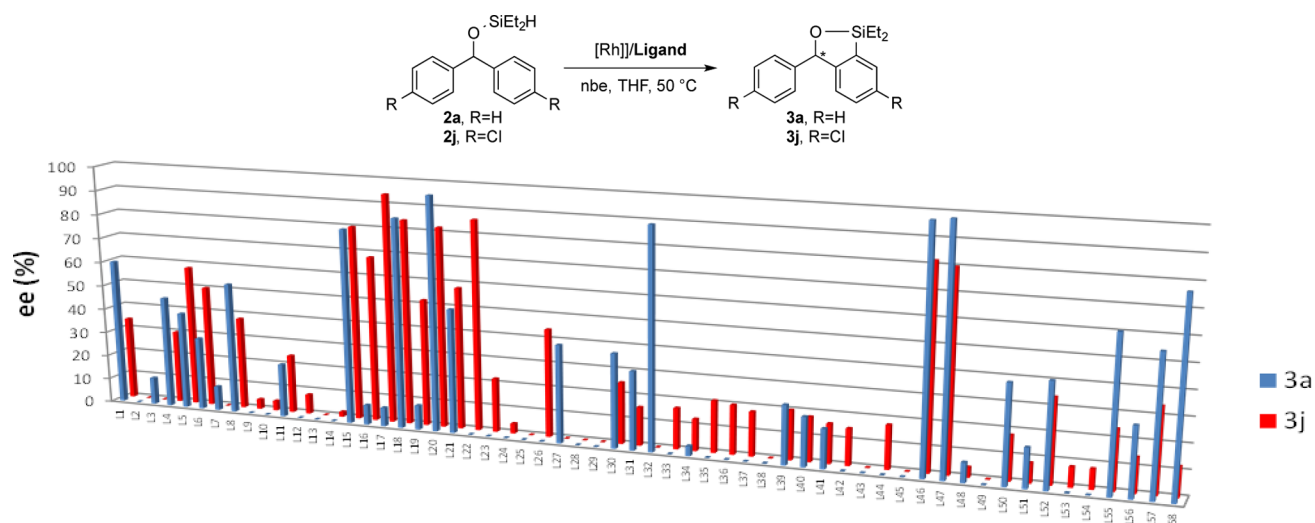 SiEt2H
O
O
SiEt2
[Rh]]/Ligand
*
nbe, THF, 50 °C
R
R
R
R
2a, R=H
2j, R=Cl
3a, R=H
3j, R=Cl
ee (%)
100
90
80
70
60
50
40
30
20
10
0
L1
L2
L3
L4
L5
L6
L7
L8
L9
L10
L11
L12
L13
L14
L15
L16
L17
L18
L19
L20
L21
L22
L23
L24
L25
L26
L27
L28
L29
L30
L31
L32
L33
L34
L35
L36
L37
L38
L39
L40
L41
L42
L43
L44
L45
L46
L47
L48
L49
L50
L51
L52
L53
L54
L55
L56
L57
L58
3a
3j